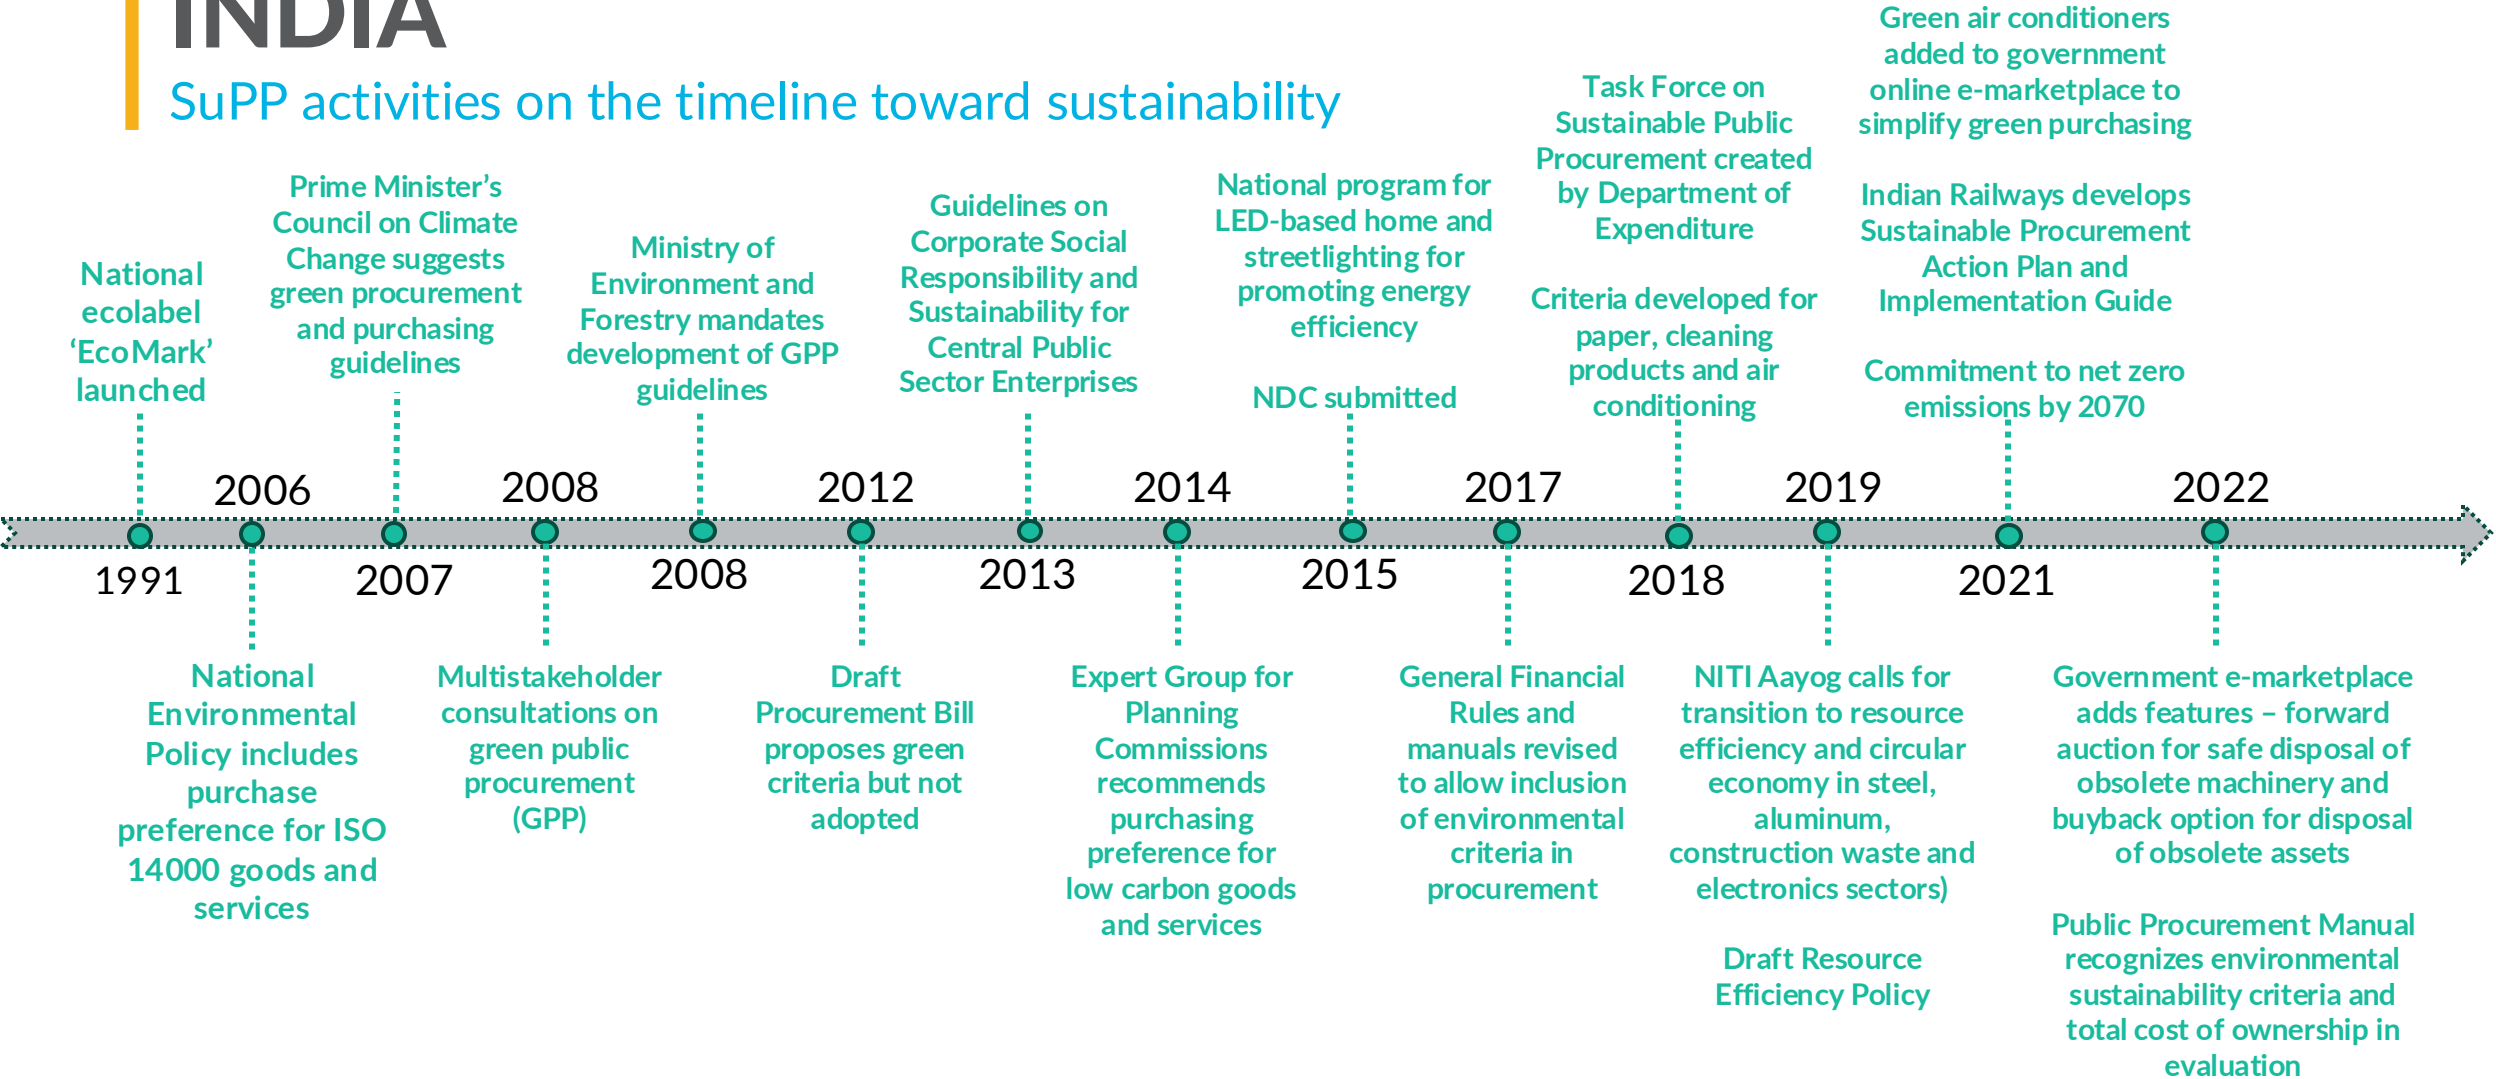 INDIA
SuPP activities on the timeline toward sustainability
National
ecolabel
‘EcoMark’
launched
1991
2006
National
Environmental
Policy includes
purchase
preference for ISO
14000 goods and
services
Prime Minister’s
Council on Climate
Change suggests
green procurement
and purchasing
guidelines
2007
2008
Multistakeholder
consultations on
green public
procurement
(GPP)
Ministry of
Environment and
Forestry mandates
development of GPP
guidelines
2008
2012
Draft
Procurement Bill
proposes green
criteria but not
adopted
Guidelines on
Corporate Social
Responsibility and
Sustainability for
Central Public
Sector Enterprises
2013
2014
Expert Group for
Planning
Commissions
recommends
purchasing
preference for
low carbon goods
and services
National program for
LED-based home and
streetlighting for
promoting energy
efficiency
NDC submitted
2015
2017
General Financial
Rules and
manuals revised
to allow inclusion
of environmental
criteria in
procurement
Task Force on
Sustainable Public
Procurement created
by Department of
Expenditure
Criteria developed for
paper, cleaning
products and air
conditioning
2018
2019
NITI Aayog calls for
transition to resource
efficiency and circular
economy in steel,
aluminum,
construction waste and
electronics sectors)
Draft Resource
Efficiency Policy
Green air conditioners
added to government
online e-marketplace to
simplify green purchasing
Indian Railways develops
Sustainable Procurement
Action Plan and
Implementation Guide
Commitment to net zero
emissions by 2070
2021
2022
Government e-marketplace
adds features – forward
auction for safe disposal of
obsolete machinery and
buyback option for disposal
of obsolete assets
Public Procurement Manual
recognizes environmental
sustainability criteria and
total cost of ownership in
evaluation